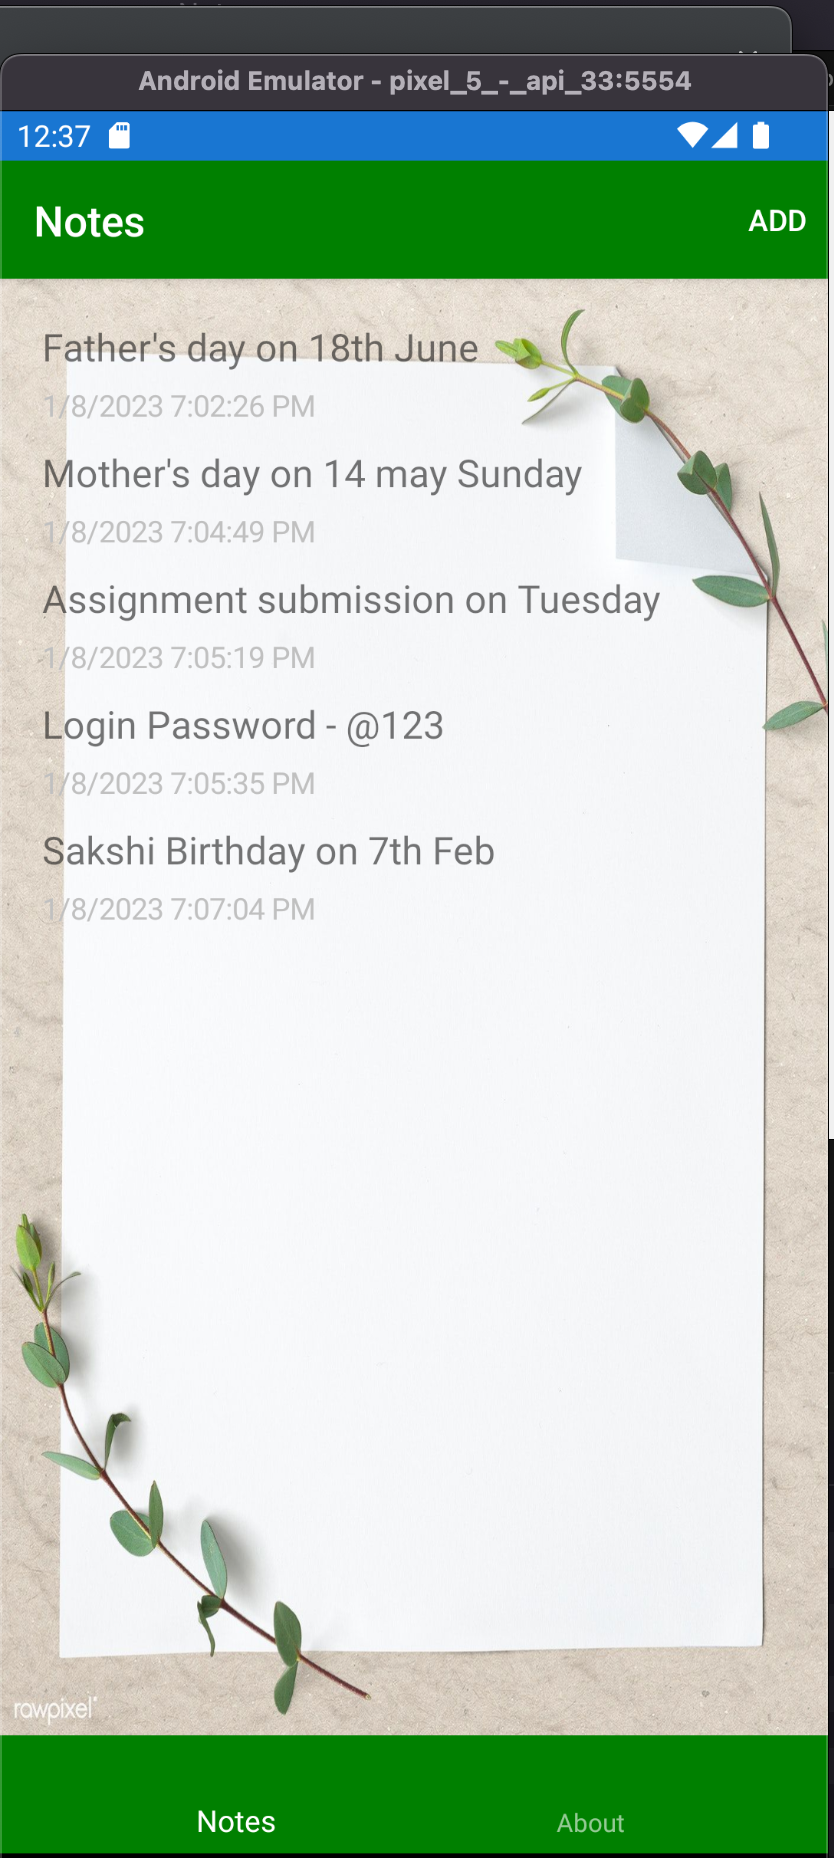 Android Emulator - pixel_5_-_api_33:5554
12:37
Notes
ADD
Father's day on 18th June
1/8/2023 7:02:26 PM
Mother's day on 14 may Sunday
1/8/2023 7:04:49 PM
Assignment submission on Tuesday
1/8/2023 7:05:19 PM
Login Password - @123
1/8/2023 7:05:35 PM
Sakshi Birthday on 7th Feb
1/8/2023 7:07:04 PM
rawpixel
Notes
About